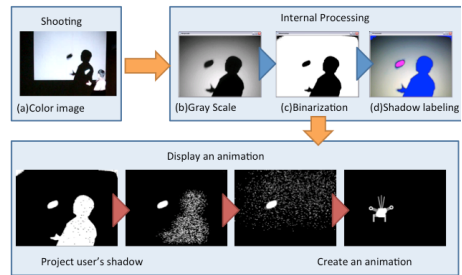 Shooting
(a)Color image
Internal Processing
(b)Gray Scale
(c)Binarization
(d)Shadow labeling
Display an animation
Project user's shadow
Create an animation